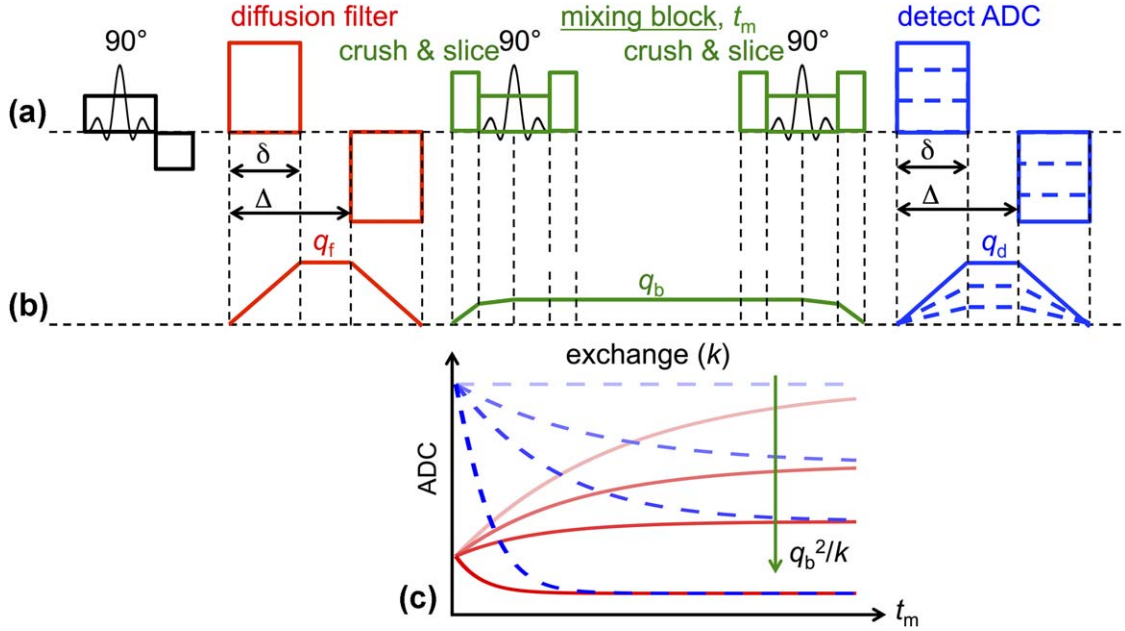 diffusion filter
mixing block, tm
detect ADC
90°
crush & slice
90°
crush & slice
90°
(a)
δ
Δ
δ
Δ
qf
qb
qd
(b)
exchange (k)
ADC
qb²/k
(c)
tm